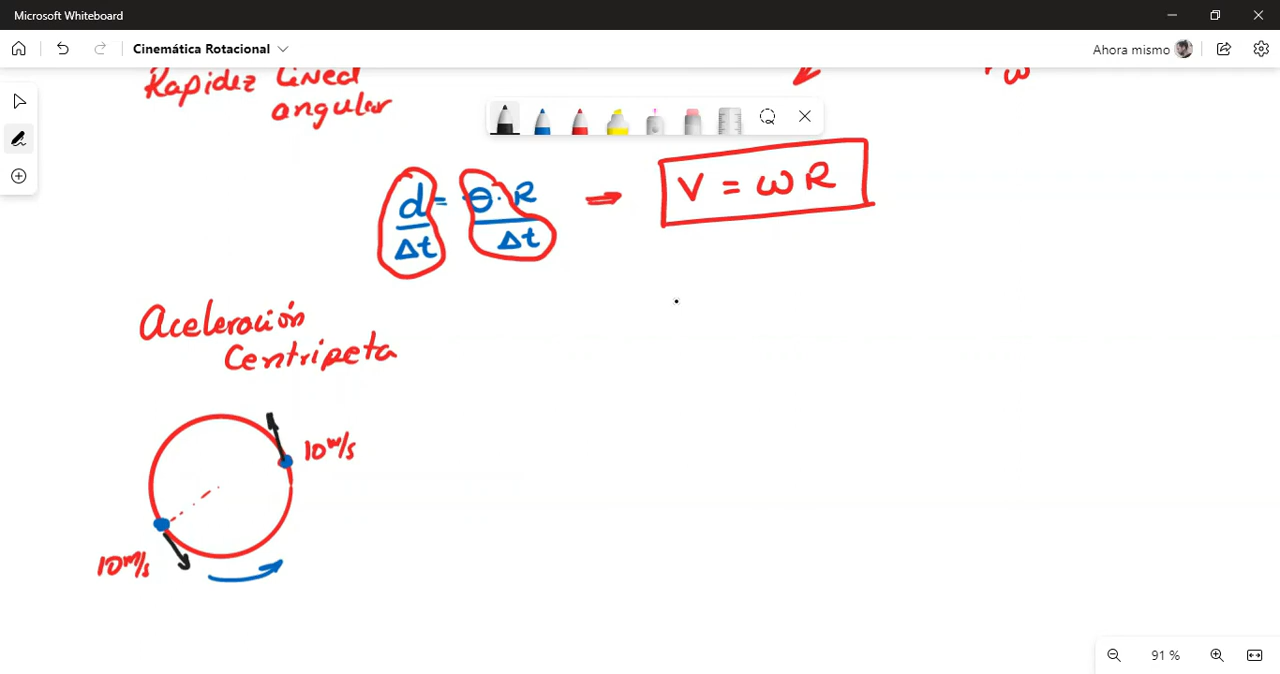 Microsoft Whiteboard
Cinemática Rotacional
Ahora mismo
Rapidez Lineal
angular
ω
d = θ · R
Δt Δt
V = ωR
Aceleración
Centripeta
10 m/s
10 m/s
91 %